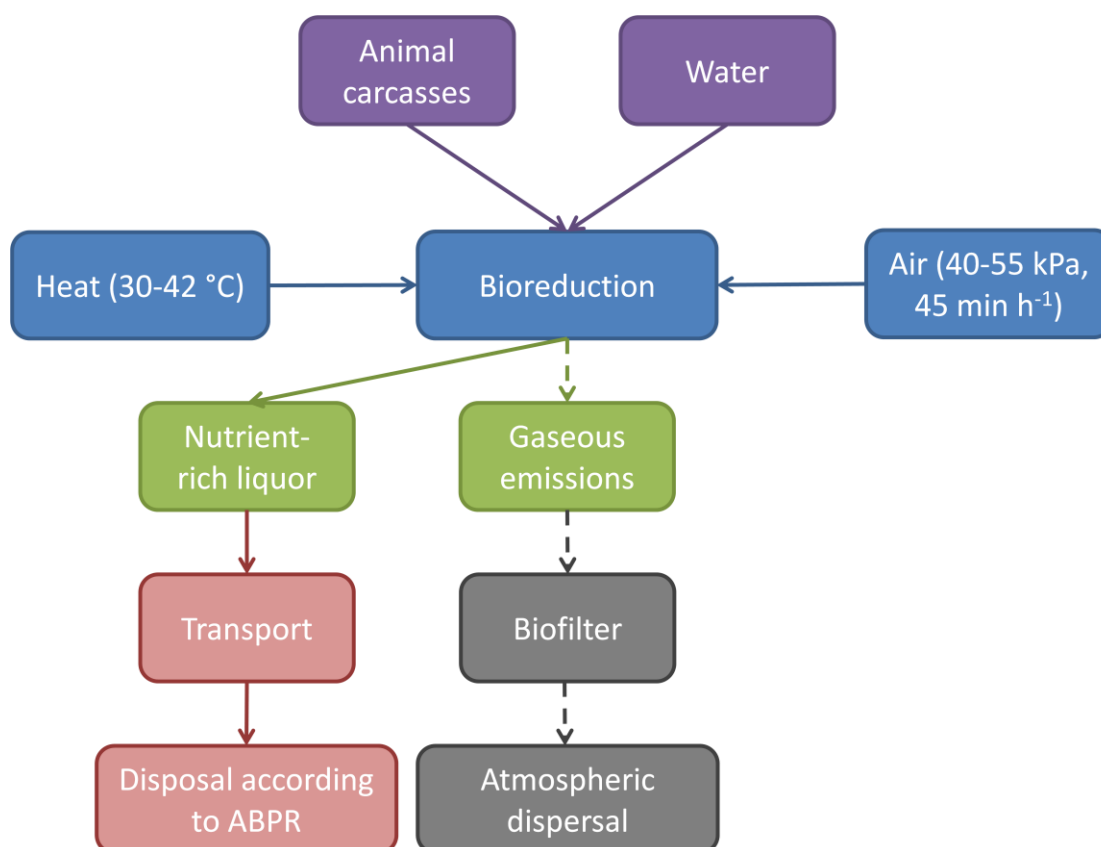 Animal
carcasses
Water
Heat (30-42 °C)
Bioreduction
Air (40-55 kPa,
45 min h⁻¹)
Nutrient-
rich liquor
Gaseous
emissions
Transport
Biofilter
Disposal according
to ABPR
Atmospheric
dispersal